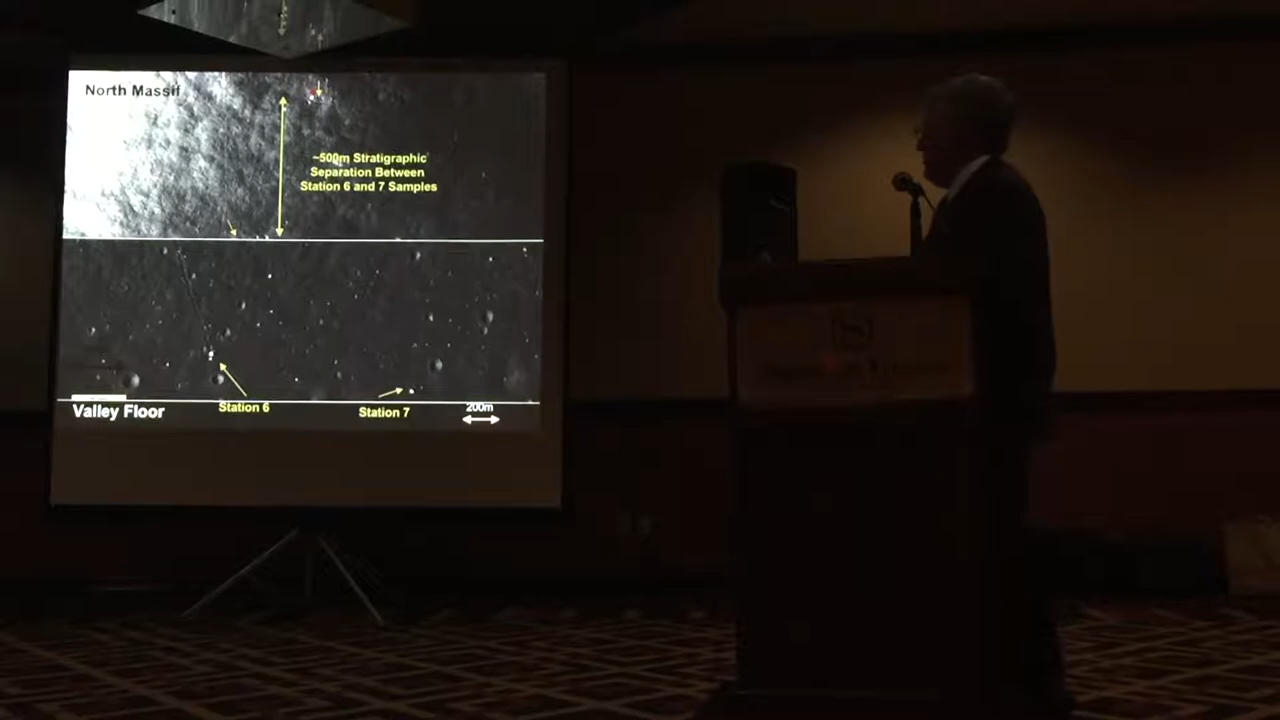 North Massif
~500m Stratigraphic
Separation Between
Station 6 and 7 Samples
Station 6
Station 7
200m
Valley Floor